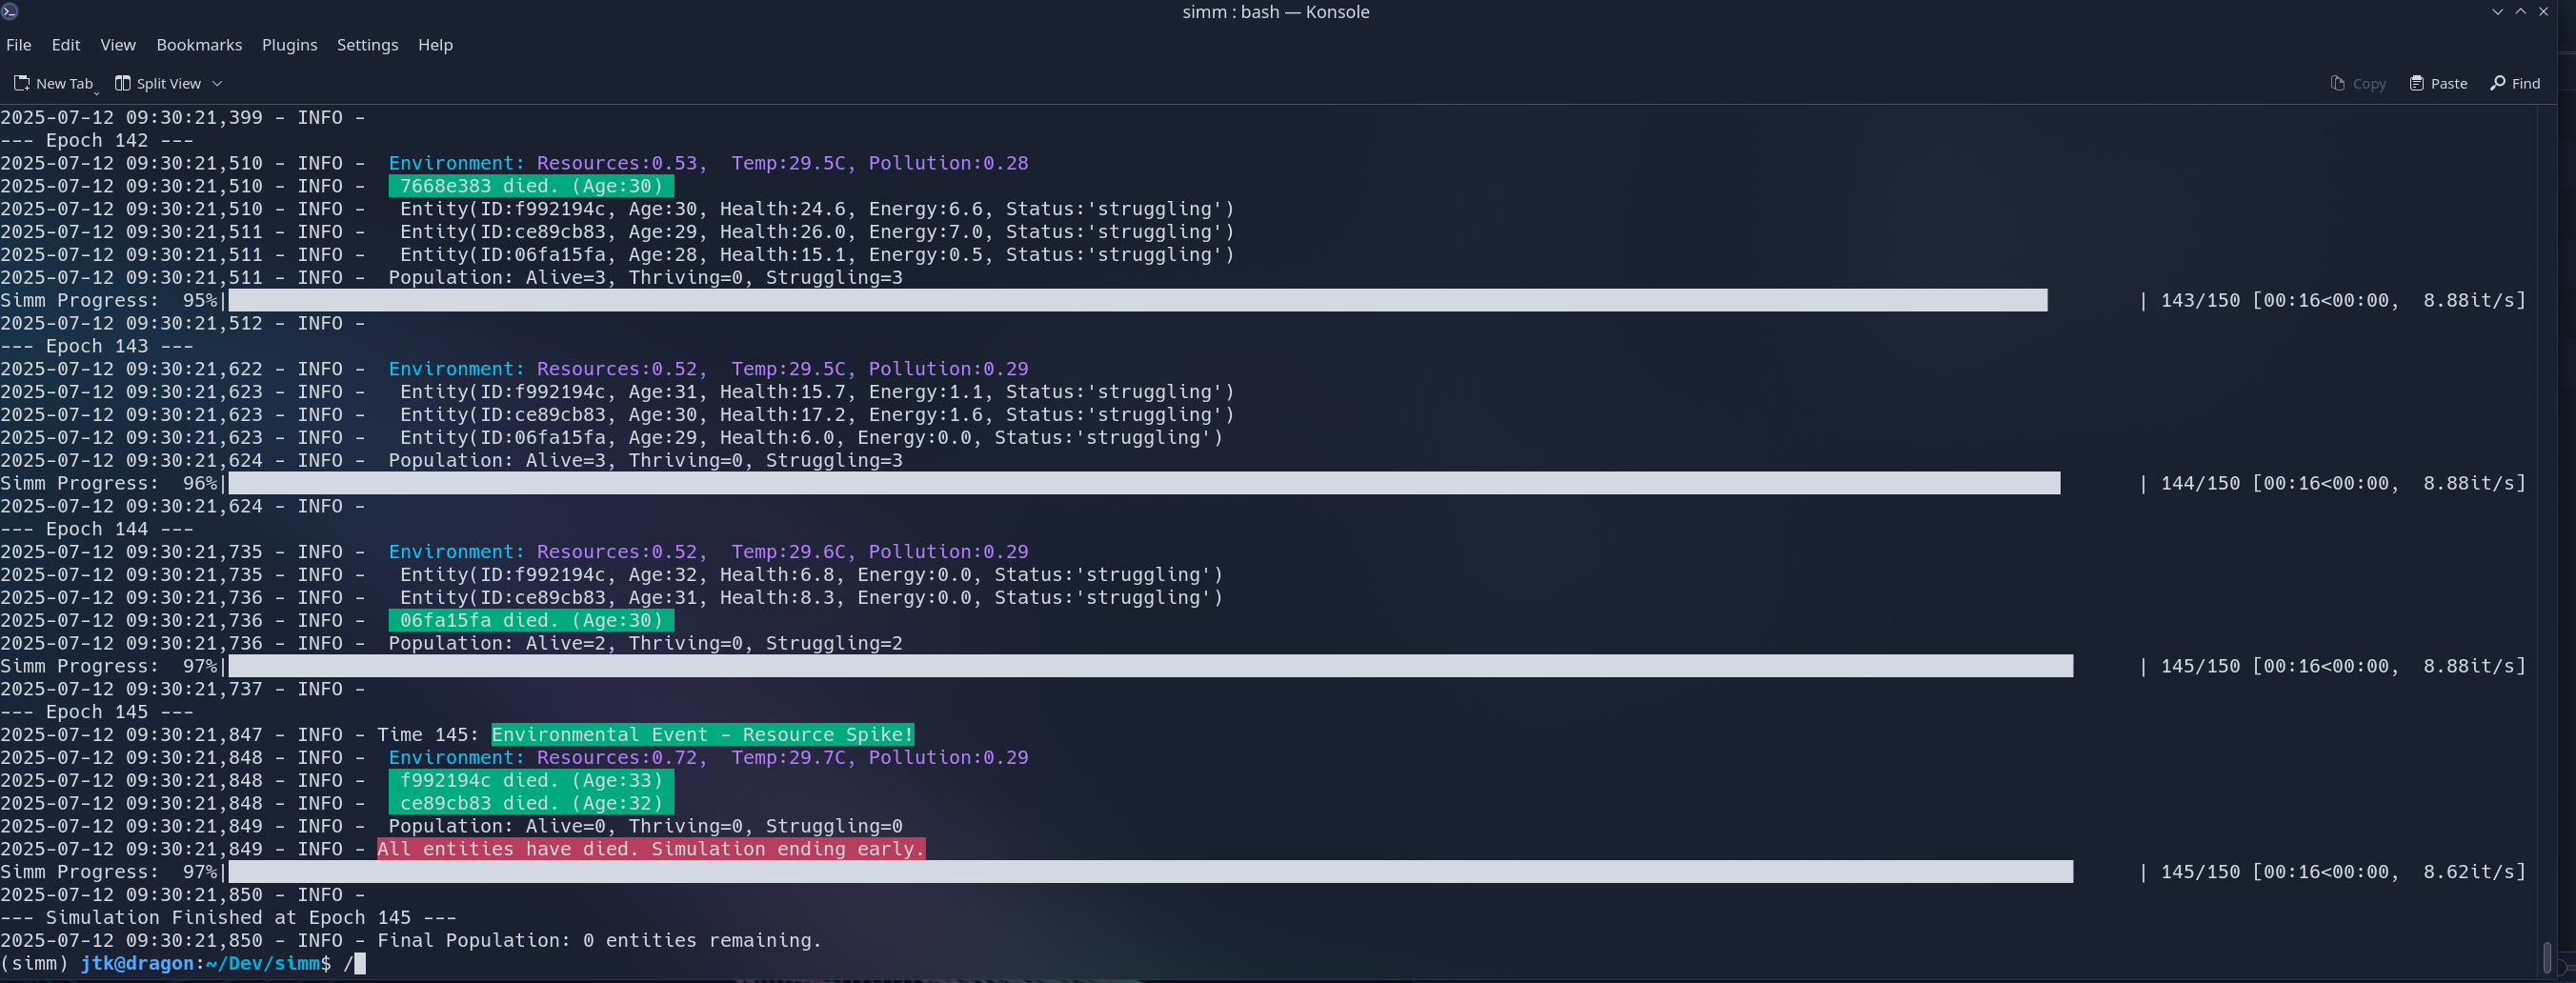 simm : bash — Konsole
File Edit View Bookmarks Plugins Settings Help
New Tab Split View Copy Paste Find
2025-07-12 09:30:21,399 - INFO -
--- Epoch 142 ---
2025-07-12 09:30:21,510 - INFO -  Environment: Resources:0.53,  Temp:29.5C, Pollution:0.28
2025-07-12 09:30:21,510 - INFO -   7668e383 died. (Age:30)
2025-07-12 09:30:21,510 - INFO -   Entity(ID:f992194c, Age:30, Health:24.6, Energy:6.6, Status:'struggling')
2025-07-12 09:30:21,511 - INFO -   Entity(ID:ce89cb83, Age:29, Health:26.0, Energy:7.0, Status:'struggling')
2025-07-12 09:30:21,511 - INFO -   Entity(ID:06fa15fa, Age:28, Health:15.1, Energy:0.5, Status:'struggling')
2025-07-12 09:30:21,511 - INFO -  Population: Alive=3, Thriving=0, Struggling=3
Simm Progress:  95%| | 143/150 [00:16<00:00,  8.88it/s]
2025-07-12 09:30:21,512 - INFO -
--- Epoch 143 ---
2025-07-12 09:30:21,622 - INFO -  Environment: Resources:0.52,  Temp:29.5C, Pollution:0.29
2025-07-12 09:30:21,623 - INFO -   Entity(ID:f992194c, Age:31, Health:15.7, Energy:1.1, Status:'struggling')
2025-07-12 09:30:21,623 - INFO -   Entity(ID:ce89cb83, Age:30, Health:17.2, Energy:1.6, Status:'struggling')
2025-07-12 09:30:21,623 - INFO -   Entity(ID:06fa15fa, Age:29, Health:6.0, Energy:0.0, Status:'struggling')
2025-07-12 09:30:21,624 - INFO -  Population: Alive=3, Thriving=0, Struggling=3
Simm Progress:  96%| | 144/150 [00:16<00:00,  8.88it/s]
2025-07-12 09:30:21,624 - INFO -
--- Epoch 144 ---
2025-07-12 09:30:21,735 - INFO -  Environment: Resources:0.52,  Temp:29.6C, Pollution:0.29
2025-07-12 09:30:21,735 - INFO -   Entity(ID:f992194c, Age:32, Health:6.8, Energy:0.0, Status:'struggling')
2025-07-12 09:30:21,736 - INFO -   Entity(ID:ce89cb83, Age:31, Health:8.3, Energy:0.0, Status:'struggling')
2025-07-12 09:30:21,736 - INFO -   06fa15fa died. (Age:30)
2025-07-12 09:30:21,736 - INFO -  Population: Alive=2, Thriving=0, Struggling=2
Simm Progress:  97%| | 145/150 [00:16<00:00,  8.88it/s]
2025-07-12 09:30:21,737 - INFO -
--- Epoch 145 ---
2025-07-12 09:30:21,847 - INFO - Time 145: Environmental Event - Resource Spike!
2025-07-12 09:30:21,848 - INFO -  Environment: Resources:0.72,  Temp:29.7C, Pollution:0.29
2025-07-12 09:30:21,848 - INFO -   f992194c died. (Age:33)
2025-07-12 09:30:21,848 - INFO -   ce89cb83 died. (Age:32)
2025-07-12 09:30:21,849 - INFO -  Population: Alive=0, Thriving=0, Struggling=0
2025-07-12 09:30:21,849 - INFO - All entities have died. Simulation ending early.
Simm Progress:  97%| | 145/150 [00:16<00:00,  8.62it/s]
2025-07-12 09:30:21,850 - INFO -
--- Simulation Finished at Epoch 145 ---
2025-07-12 09:30:21,850 - INFO - Final Population: 0 entities remaining.
(simm) jtk@dragon:~/Dev/simm$ /